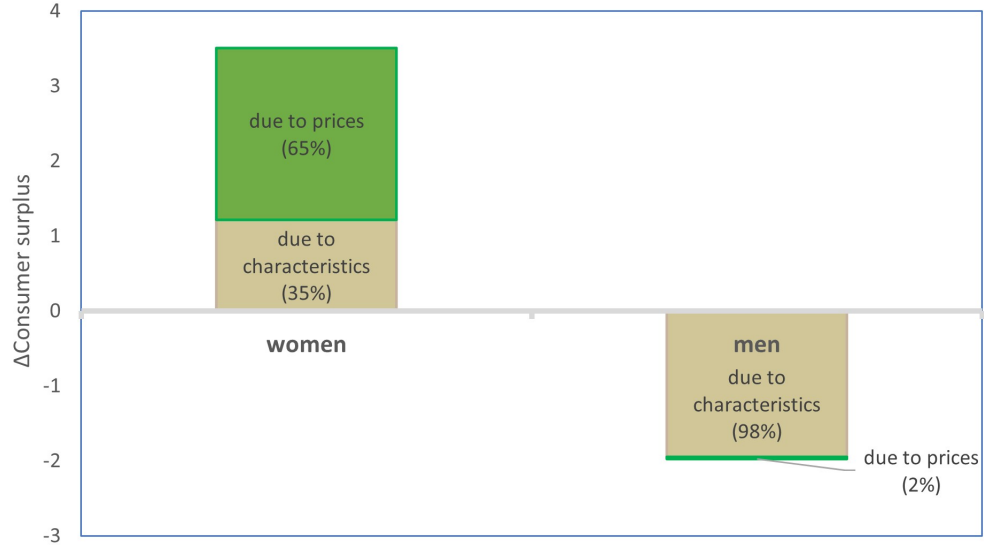 4
3
2
1
0
-1
-2
-3
ΔConsumer surplus
due to prices
(65%)
due to
characteristics
(35%)
women
men
due to
characteristics
(98%)
due to prices
(2%)